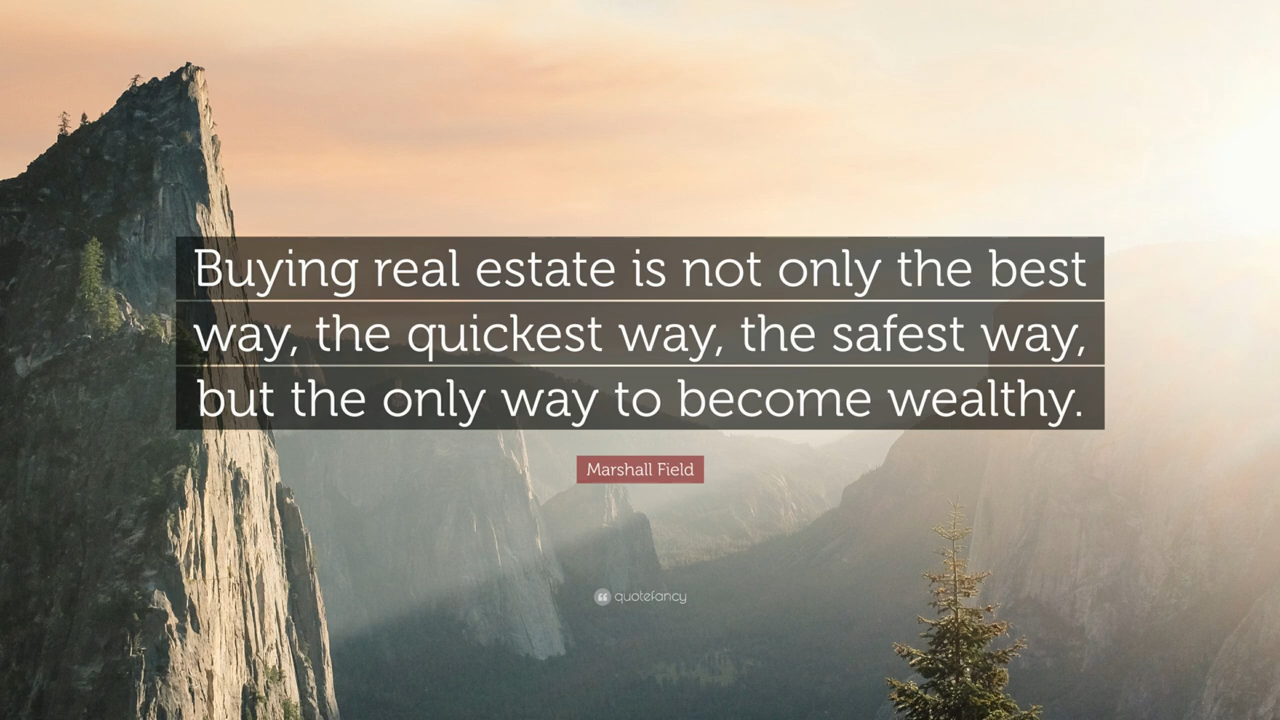 Buying real estate is not only the best
way, the quickest way, the safest way,
but the only way to become wealthy.
Marshall Field
quotefancy